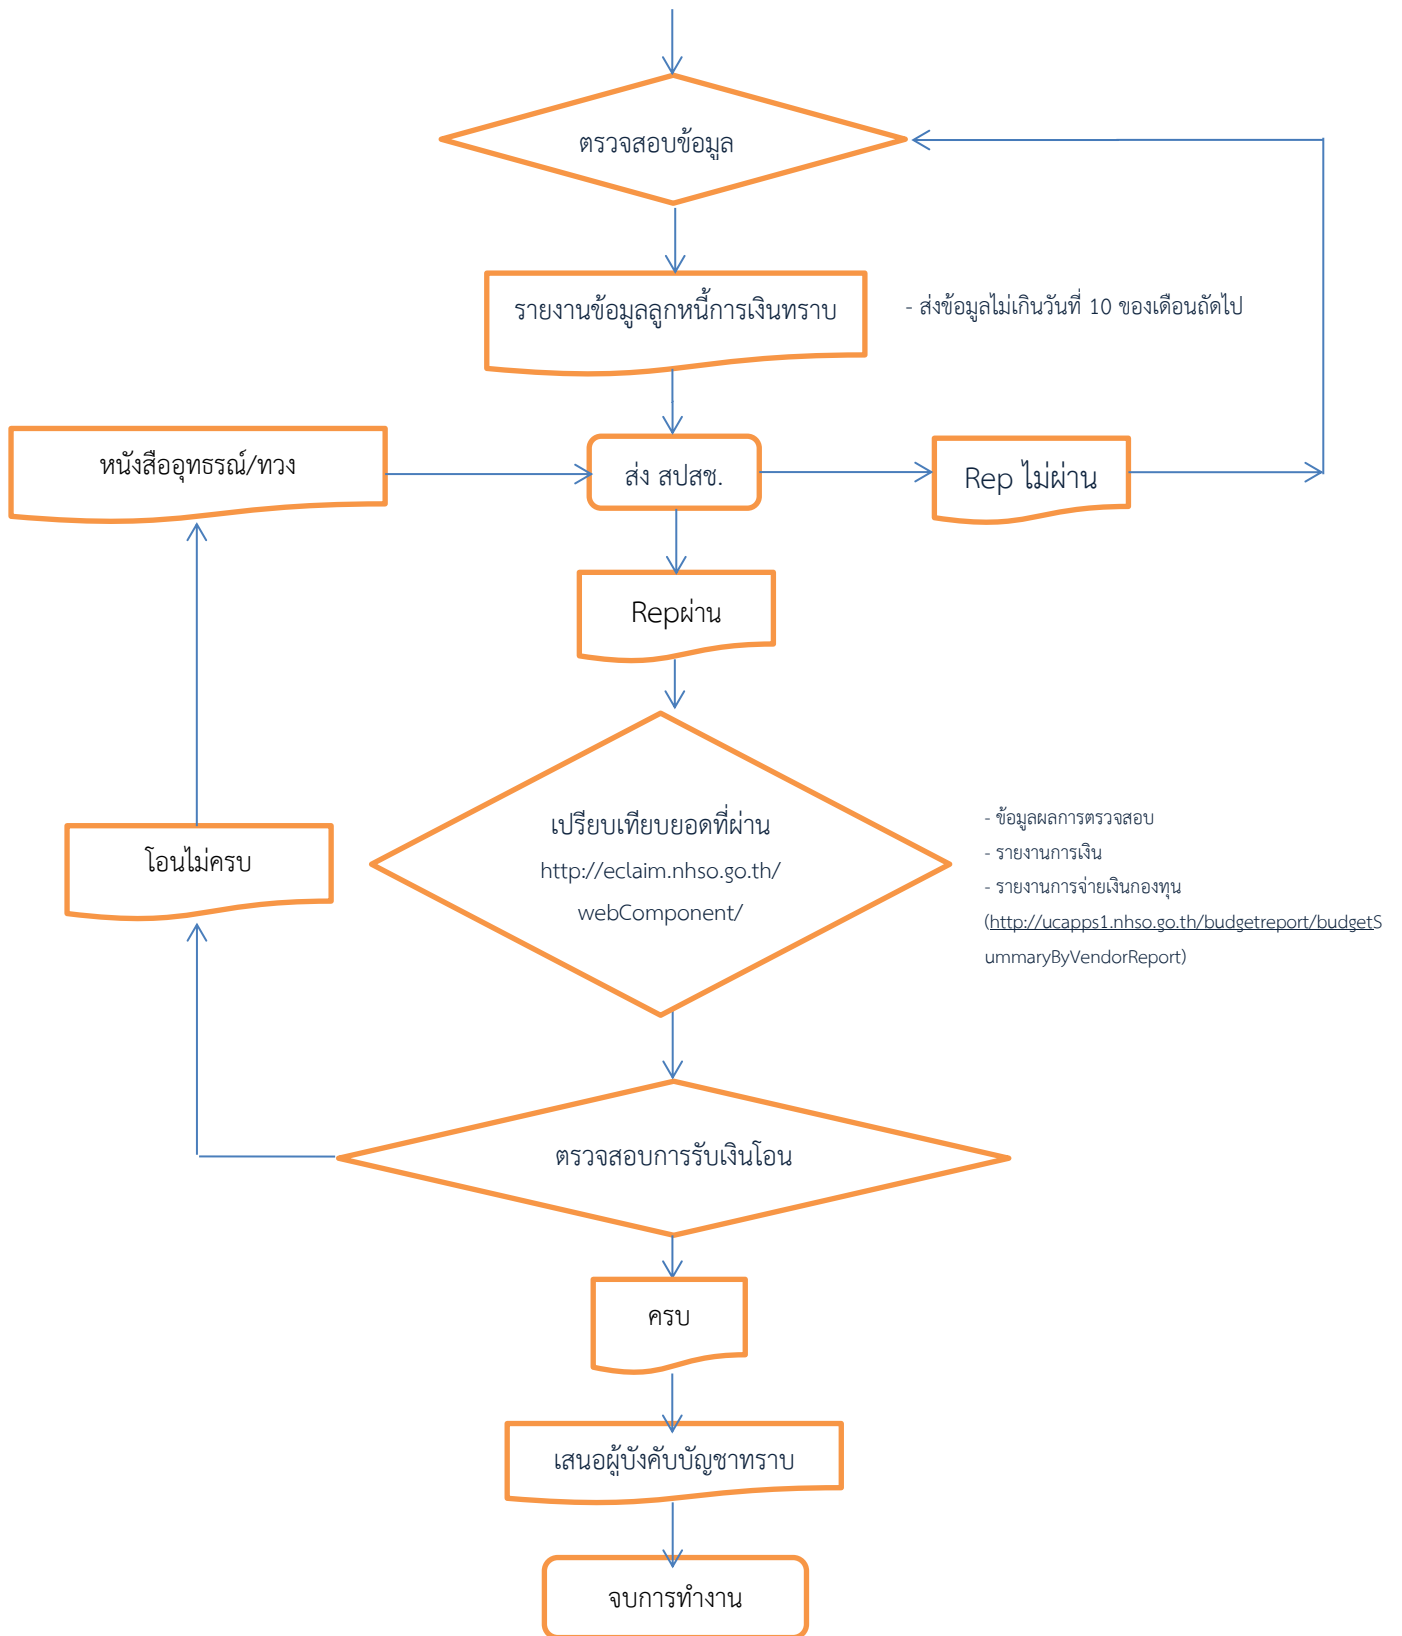 ตรวจสอบข้อมูล
รายงานข้อมูลลูกหนี้การเงินทราบ
- ส่งข้อมูลไม่เกินวันที่ 10 ของเดือนถัดไป
หนังสืออุทธรณ์/ทวง
ส่ง สปสช.
Rep ไม่ผ่าน
Repผ่าน
เปรียบเทียบยอดที่ผ่าน
http://eclaim.nhso.go.th/
webComponent/
- ข้อมูลผลการตรวจสอบ
- รายงานการเงิน
- รายงานการจ่ายเงินกองทุน
(http://ucapps1.nhso.go.th/budgetreport/budgetS
ummaryByVendorReport)
โอนไม่ครบ
ตรวจสอบการรับเงินโอน
ครบ
เสนอผู้บังคับบัญชาทราบ
จบการทำงาน